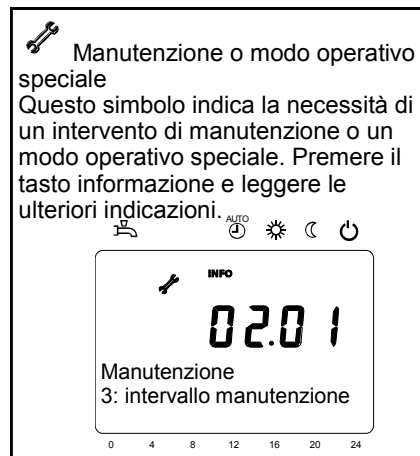 Manutenzione o modo operativo
speciale
Questo simbolo indica la necessità di
un intervento di manutenzione o un
modo operativo speciale. Premere il
tasto informazione e leggere le
ulteriori indicazioni.
AUTO
INFO
02.01
Manutenzione
3: intervallo manutenzione
0 4 8 12 16 20 24